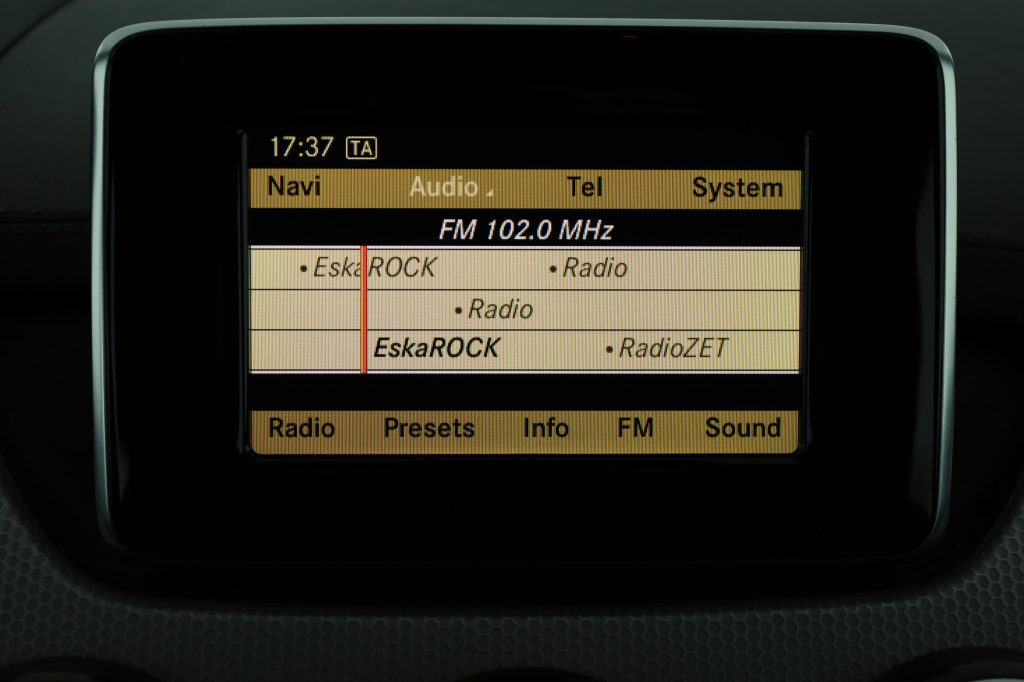 17:37 TA
Navi Audio Tel System
FM 102.0 MHz
•EskaROCK •Radio
•Radio
EskaROCK •RadioZET
Radio Presets Info FM Sound